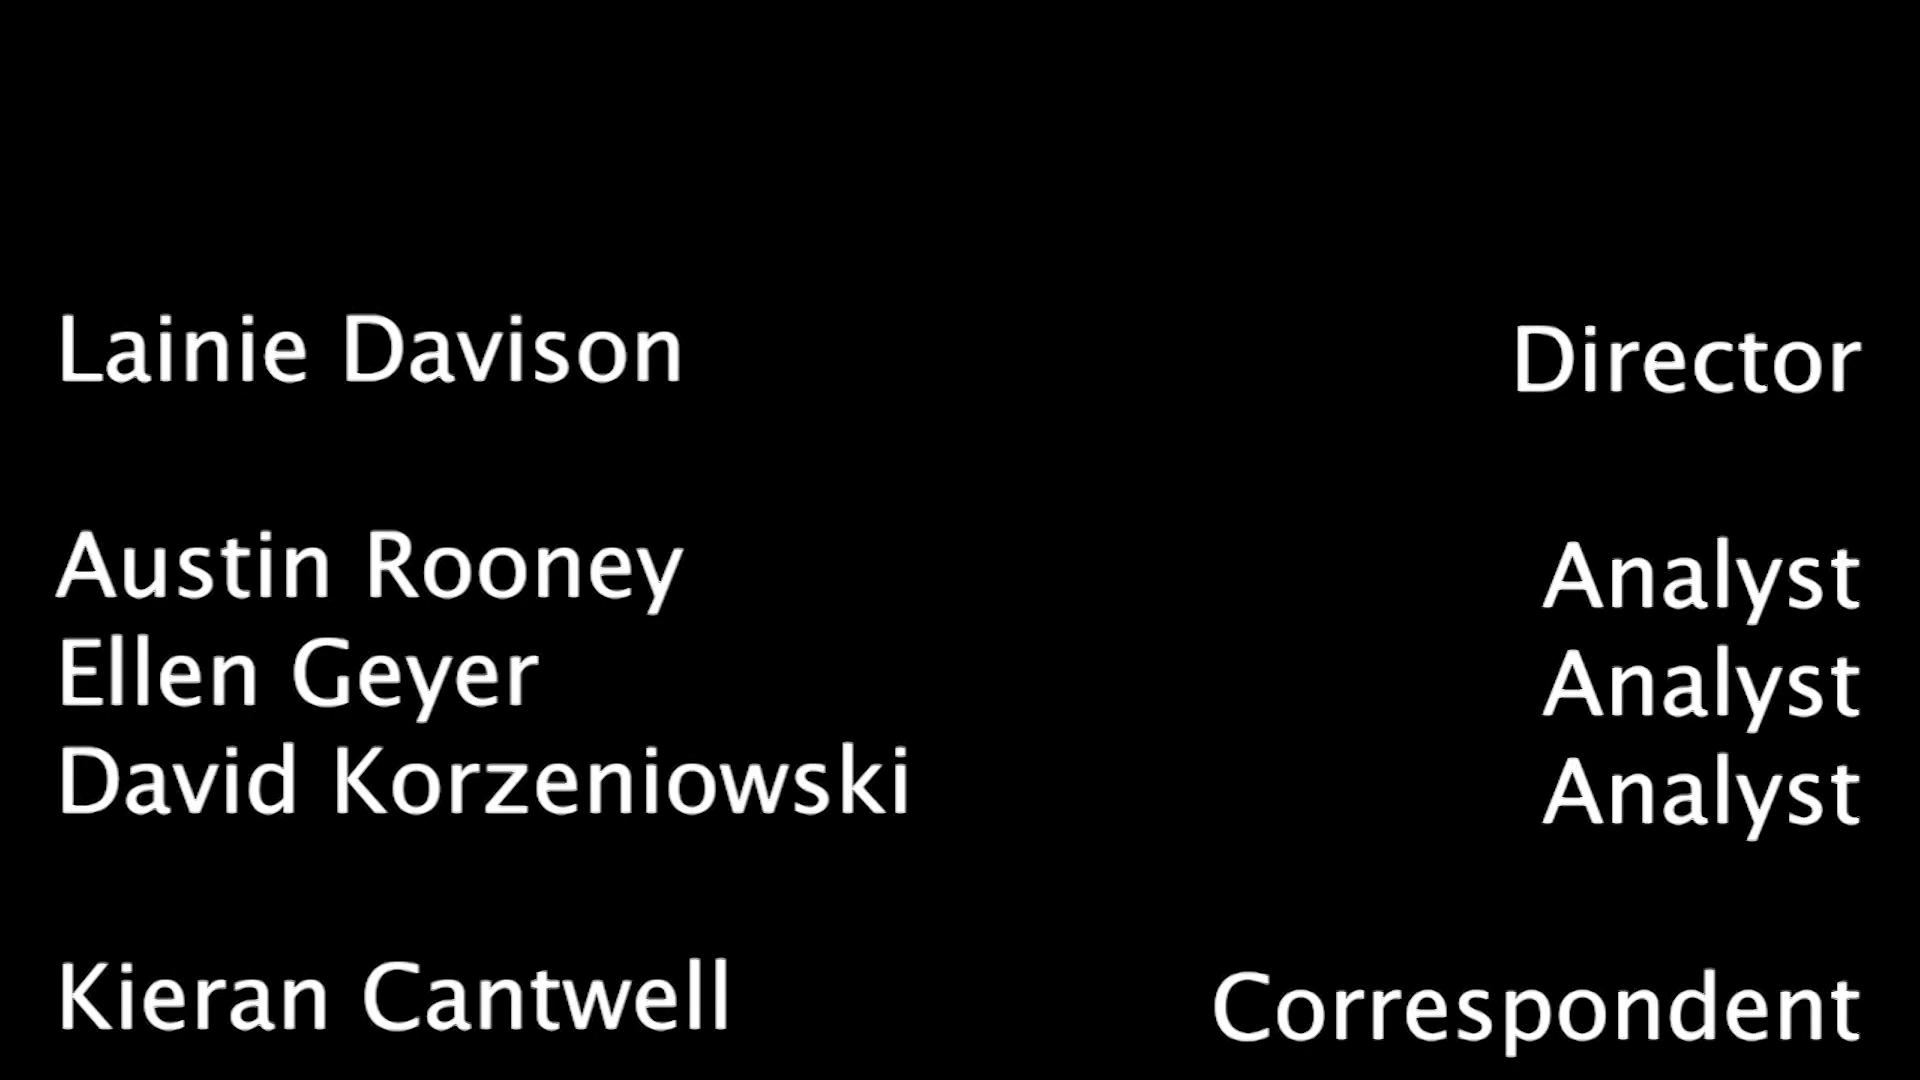 Lainie Davison Director
Austin Rooney Analyst
Ellen Geyer Analyst
David Korzeniowski Analyst
Kieran Cantwell Correspondent